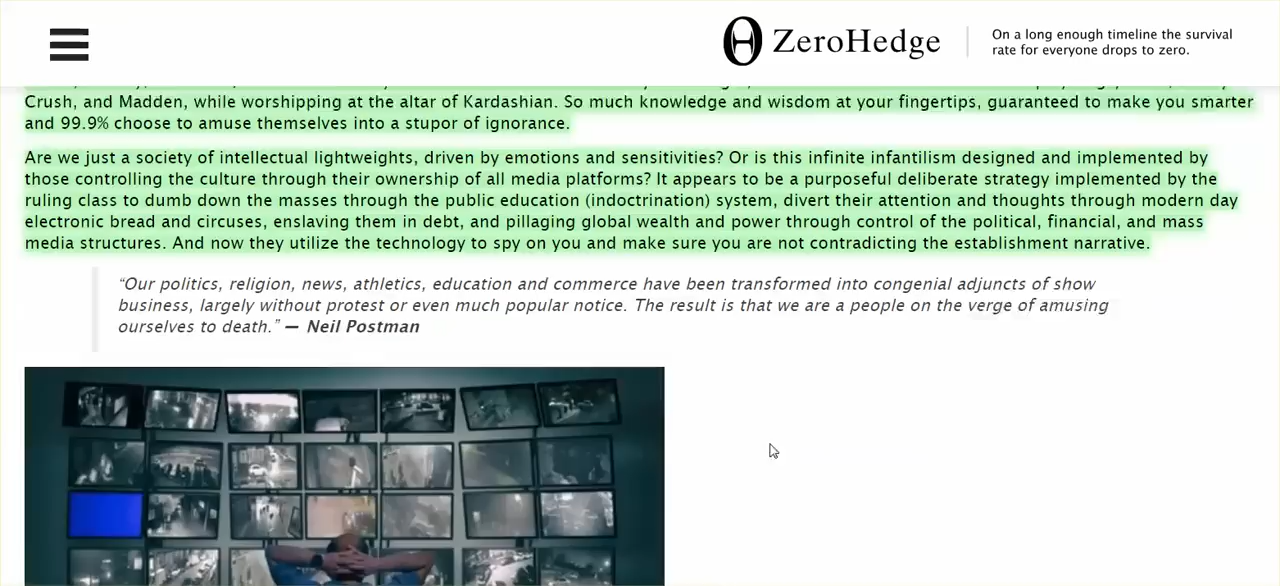 ZeroHedge
On a long enough timeline the survival
rate for everyone drops to zero.
Crush, and Madden, while worshipping at the altar of Kardashian. So much knowledge and wisdom at your fingertips, guaranteed to make you smarter
and 99.9% choose to amuse themselves into a stupor of ignorance.
Are we just a society of intellectual lightweights, driven by emotions and sensitivities? Or is this infinite infantilism designed and implemented by
those controlling the culture through their ownership of all media platforms? It appears to be a purposeful deliberate strategy implemented by the
ruling class to dumb down the masses through the public education (indoctrination) system, divert their attention and thoughts through modern day
electronic bread and circuses, enslaving them in debt, and pillaging global wealth and power through control of the political, financial, and mass
media structures. And now they utilize the technology to spy on you and make sure you are not contradicting the establishment narrative.
“Our politics, religion, news, athletics, education and commerce have been transformed into congenial adjuncts of show
business, largely without protest or even much popular notice. The result is that we are a people on the verge of amusing
ourselves to death.” — Neil Postman